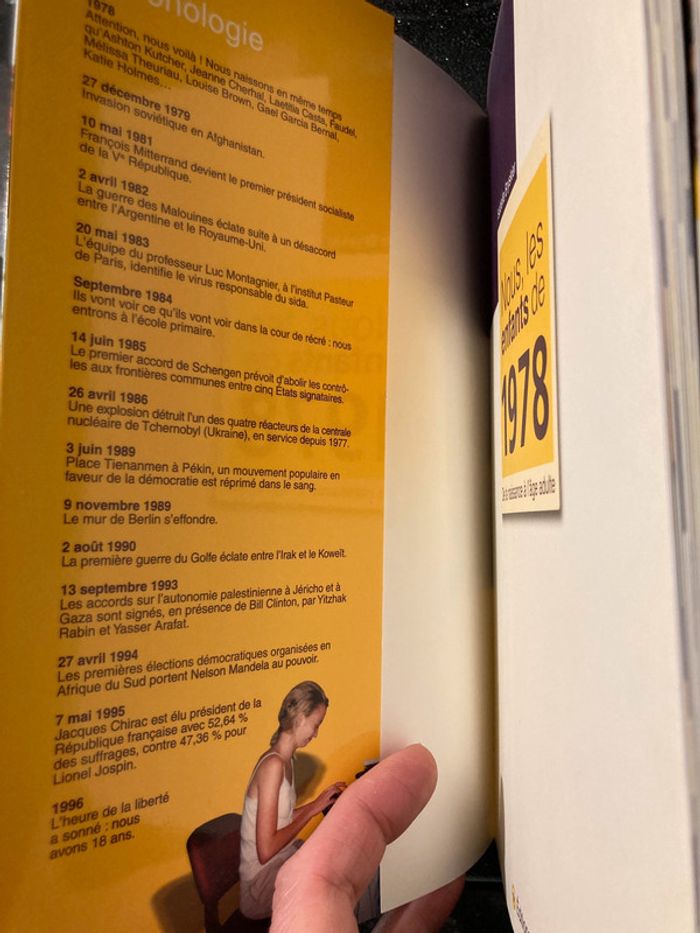 onologie
1978
Attention, nous voilà ! Nous naissons en même temps
qu'Ashton Kutcher, Jeanne Cherhal, Laetitia Casta, Faudel,
Mélissa Theuriau, Louise Brown, Gael Garcia Bernal,
Katie Holmes...
27 décembre 1979
Invasion soviétique en Afghanistan.
10 mai 1981
François Mitterrand devient le premier président socialiste
de la Ve République.
2 avril 1982
La guerre des Malouines éclate suite à un désaccord
entre l'Argentine et le Royaume-Uni.
20 mai 1983
L'équipe du professeur Luc Montagnier, à l'institut Pasteur
de Paris, identifie le virus responsable du sida.
Septembre 1984
Ils vont voir ce qu'ils vont voir dans la cour de récré : nous
entrons à l'école primaire.
14 juin 1985
Le premier accord de Schengen prévoit d'abolir les contrô-
les aux frontières communes entre cinq États signataires.
26 avril 1986
Une explosion détruit l'un des quatre réacteurs de la centrale
nucléaire de Tchernobyl (Ukraine), en service depuis 1977.
3 juin 1989
Place Tienanmen à Pékin, un mouvement populaire en
faveur de la démocratie est réprimé dans le sang.
9 novembre 1989
Le mur de Berlin s'effondre.
2 août 1990
La première guerre du Golfe éclate entre l'Irak et le Koweït.
13 septembre 1993
Les accords sur l'autonomie palestinienne à Jéricho et à
Gaza sont signés, en présence de Bill Clinton, par Yitzhak
Rabin et Yasser Arafat.
27 avril 1994
Les premières élections démocratiques organisées en
Afrique du Sud portent Nelson Mandela au pouvoir.
7 mai 1995
Jacques Chirac est élu président de la
République française avec 52,64 %
des suffrages, contre 47,36 % pour
Lionel Jospin.
1996
L'heure de la liberté
a sonné : nous
avons 18 ans.
Nous, les
enfants de
1978
De la naissance à l'âge adulte